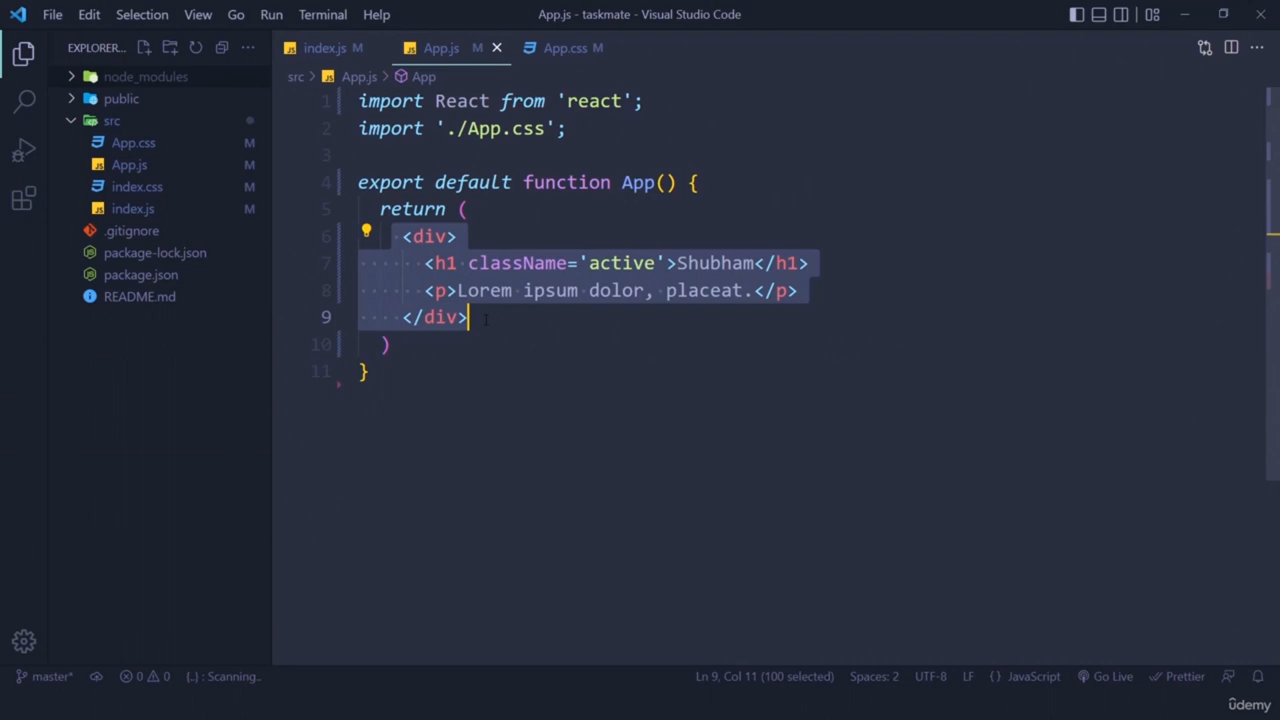 File Edit Selection View Go Run Terminal Help App.js - taskmate - Visual Studio Code
EXPLORER... ...
index.js M App.js M App.css M
src > App.js > App
node_modules
public
src
App.css M
App.js M
index.css M
index.js M
.gitignore
package-lock.json
package.json
README.md
1 import React from 'react';
2 import './App.css';
3
4 export default function App() {
5 return (
6 <div>
7 <h1 className='active'>Shubham</h1>
8 <p>Lorem ipsum dolor, placeat.</p>
9 </div>
10 )
11 }
master* 0 0 {..} : Scanning.. Ln 9, Col 11 (100 selected) Spaces: 2 UTF-8 LF {} JavaScript Go Live Prettier
ûdemy